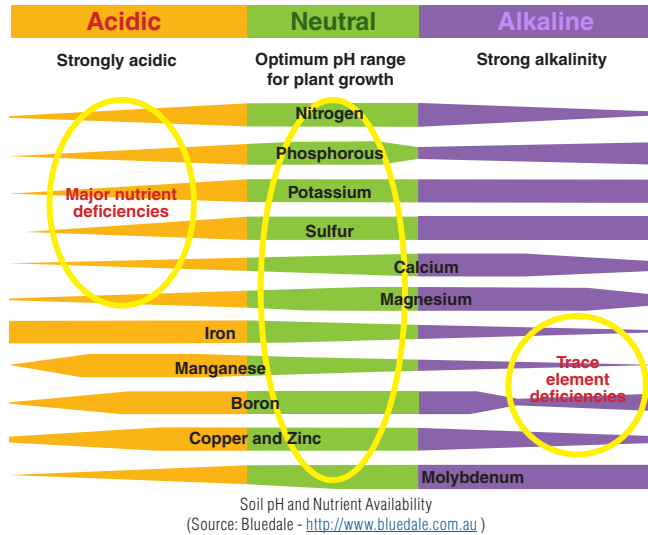 Acidic Neutral Alkaline
Strongly acidic
Optimum pH range
for plant growth
Strong alkalinity
Nitrogen
Phosphorous
Potassium
Major nutrient
deficiencies
Sulfur
Calcium
Magnesium
Iron
Manganese
Trace
element
deficiencies
Boron
Copper and Zinc
Molybdenum
Soil pH and Nutrient Availability
(Source: Bluedale - http://www.bluedale.com.au )